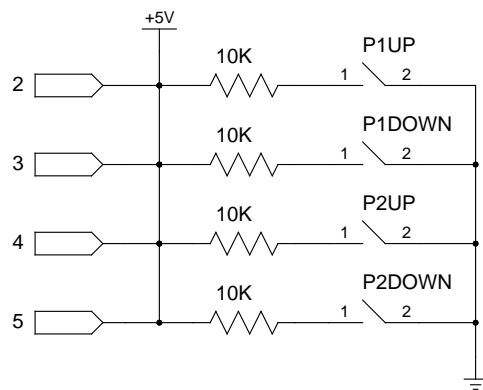 +5V
10K P1UP
2 1 2
10K P1DOWN
3 1 2
10K P2UP
4 1 2
10K P2DOWN
5 1 2